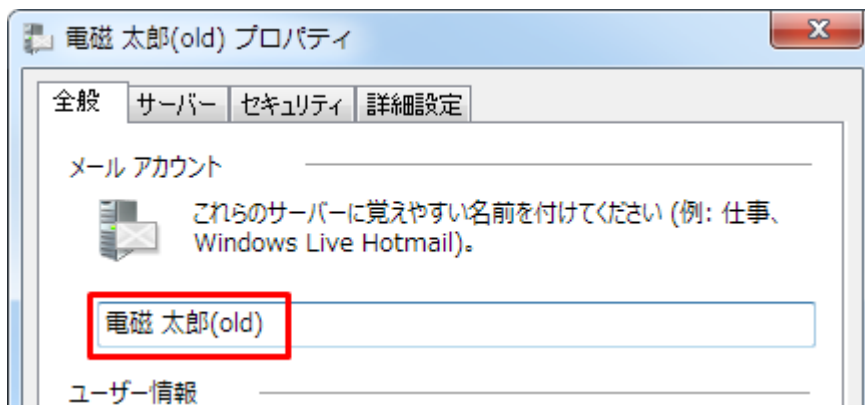 電磁 太郎(old) プロパティ
全般 サーバー セキュリティ 詳細設定
メール アカウント
これらのサーバーに覚えやすい名前を付けてください (例: 仕事、
Windows Live Hotmail)。
電磁 太郎(old)
ユーザー情報